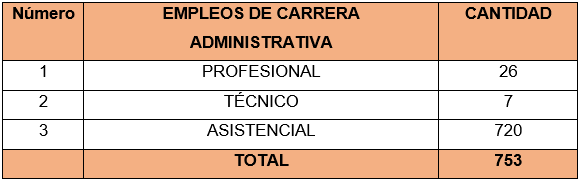 Número EMPLEOS DE CARRERA ADMINISTRATIVA CANTIDAD
1 PROFESIONAL 26
2 TÉCNICO 7
3 ASISTENCIAL 720
TOTAL 753